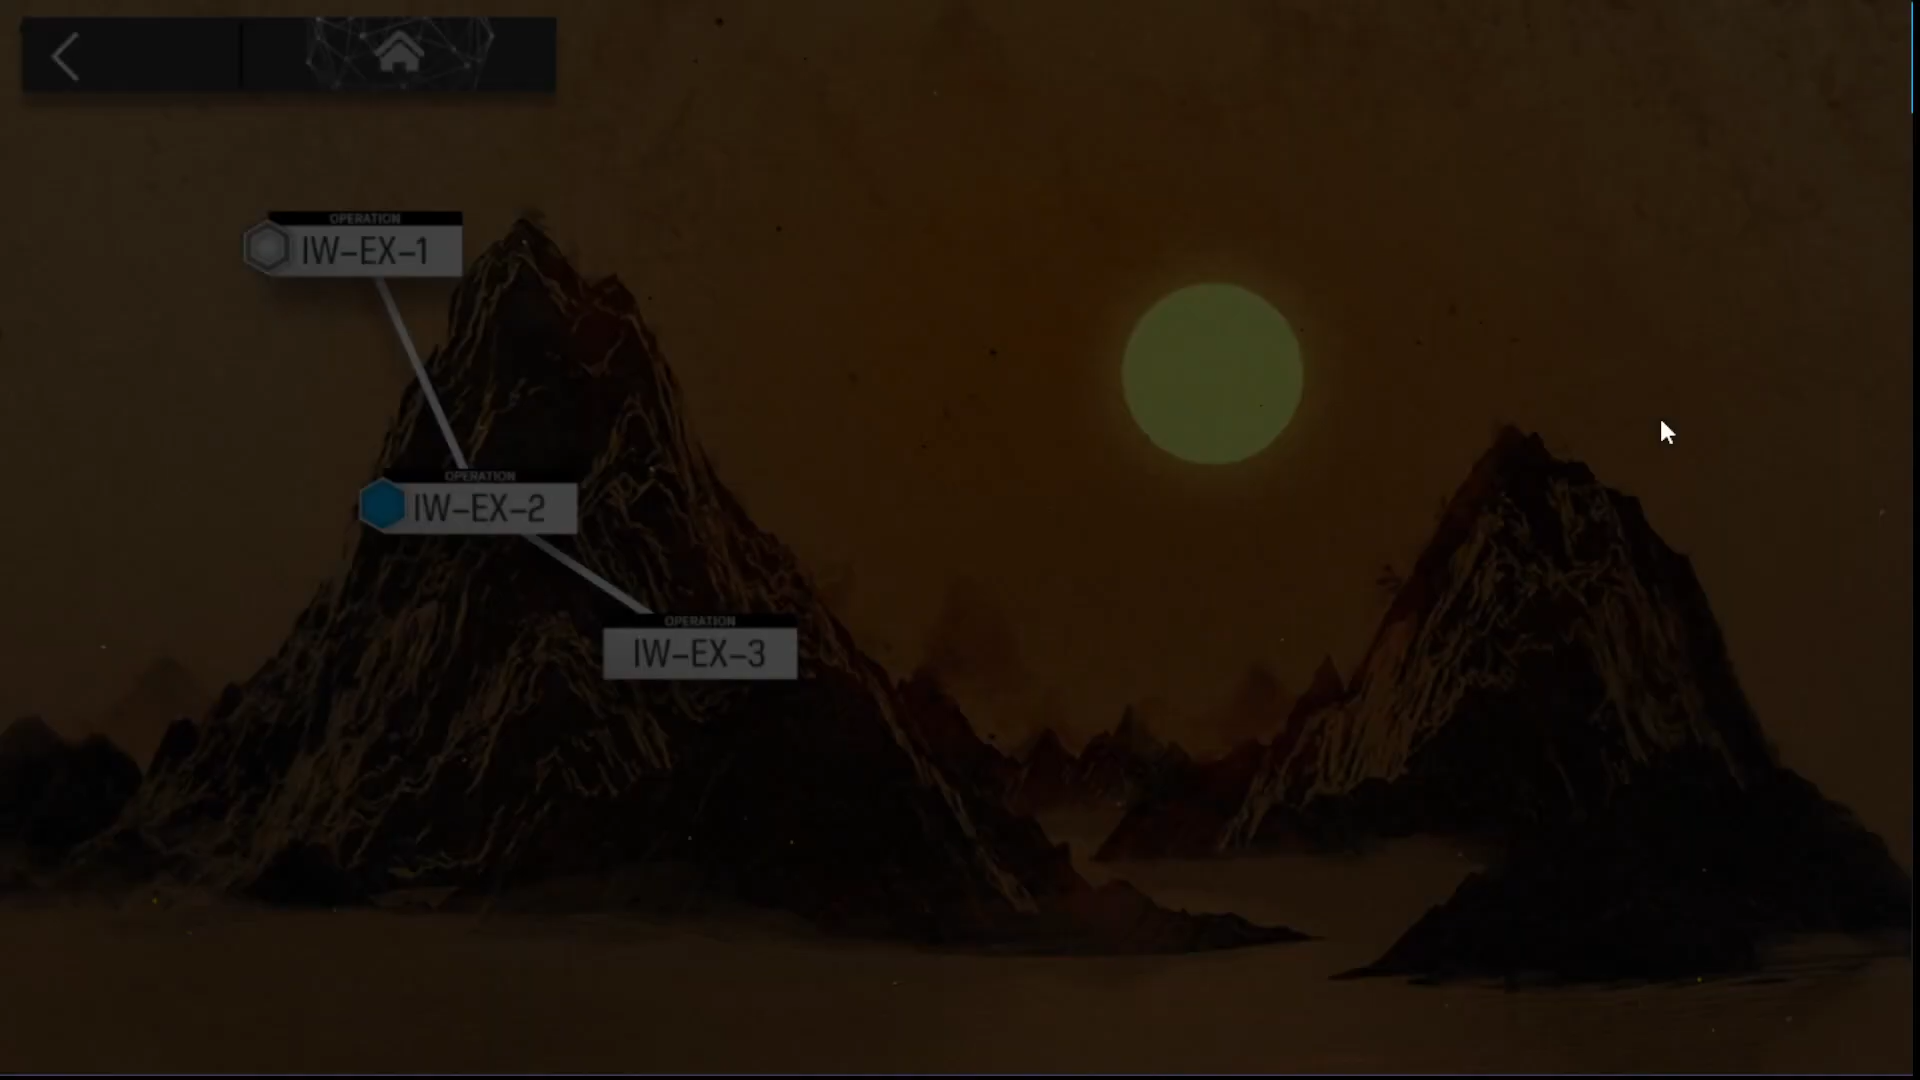 OPERATION
IW-EX-1
OPERATION
IW-EX-2
OPERATION
IW-EX-3